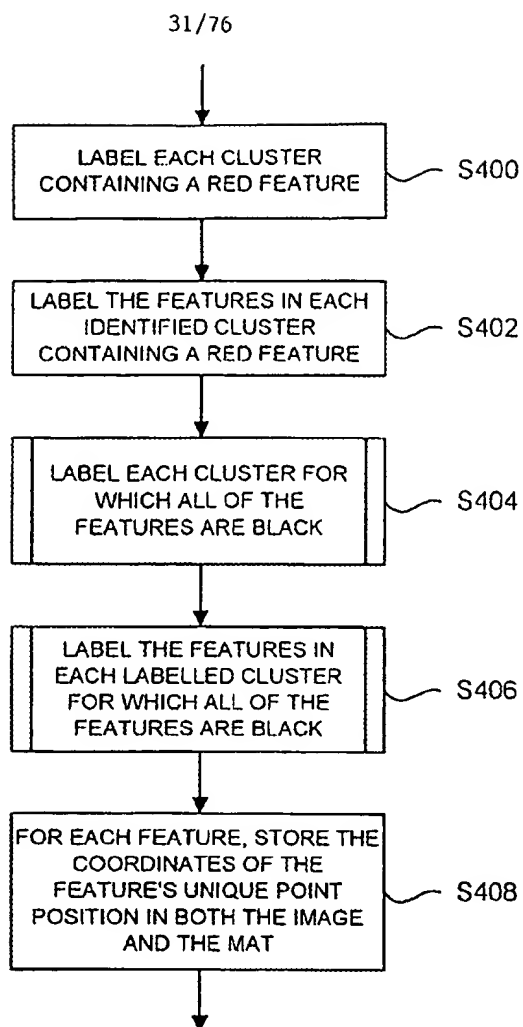 31/76
LABEL EACH CLUSTER
CONTAINING A RED FEATURE
S400
LABEL THE FEATURES IN EACH
IDENTIFIED CLUSTER
CONTAINING A RED FEATURE
S402
LABEL EACH CLUSTER FOR
WHICH ALL OF THE
FEATURES ARE BLACK
S404
LABEL THE FEATURES IN
EACH LABELLED CLUSTER
FOR WHICH ALL OF THE
FEATURES ARE BLACK
S406
FOR EACH FEATURE, STORE THE
COORDINATES OF THE
FEATURE'S UNIQUE POINT
POSITION IN BOTH THE IMAGE
AND THE MAT
S408